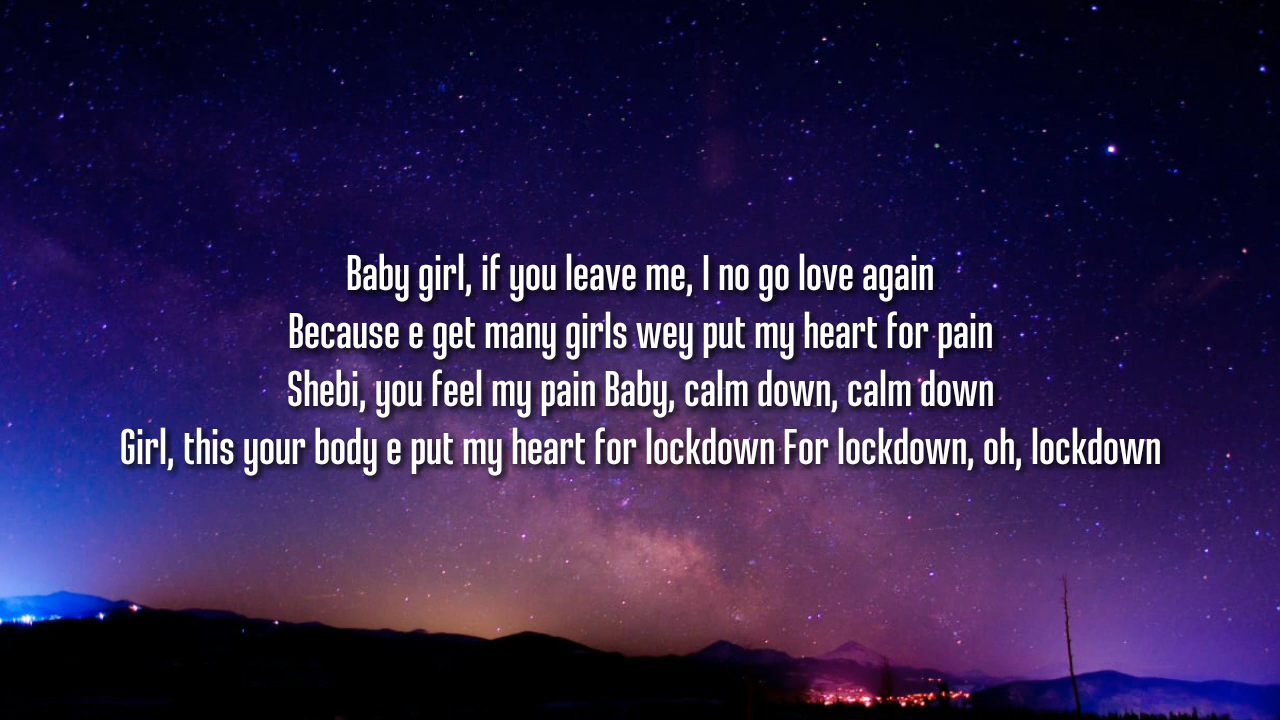 Baby girl, if you leave me, I no go love again
Because e get many girls wey put my heart for pain
Shebi, you feel my pain Baby, calm down, calm down
Girl, this your body e put my heart for lockdown For lockdown, oh, lockdown